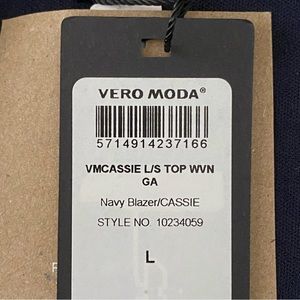 VERO MODA®
5714914237166
VMCASSIE L/S TOP WVN
GA
Navy Blazer/CASSIE
STYLE NO. 10234059
L